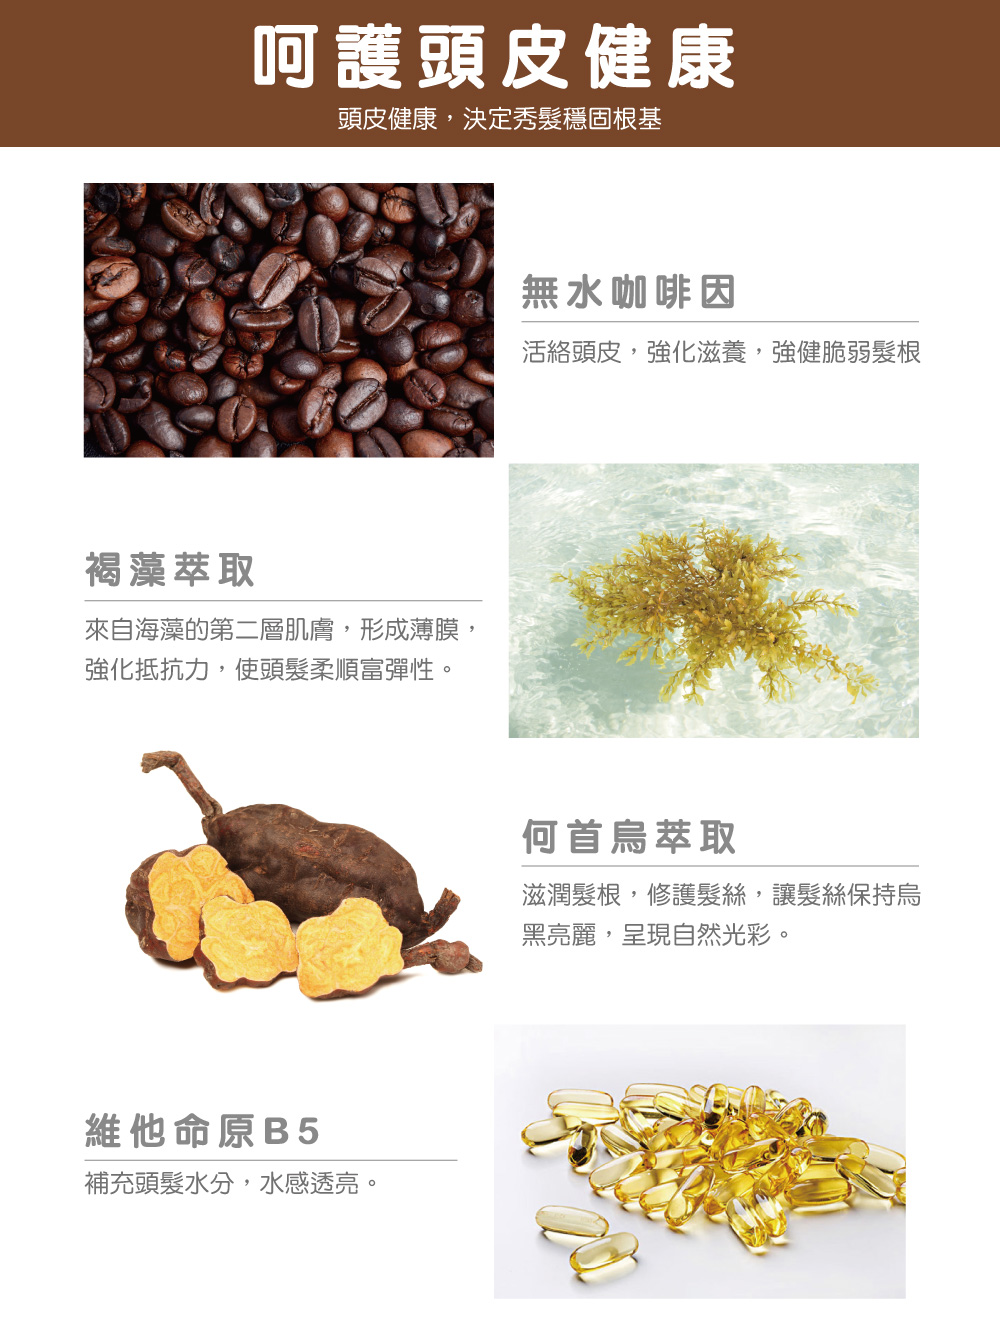 呵護頭皮健康
頭皮健康，決定秀髮穩固根基
無水咖啡因
活絡頭皮，強化滋養，強健脆弱髮根
褐藻萃取
來自海藻的第二層肌膚，形成薄膜，
強化抵抗力，使頭髮柔順富彈性。
何首烏萃取
滋潤髮根，修護髮絲，讓髮絲保持烏
黑亮麗，呈現自然光彩。
維他命原B5
補充頭髮水分，水感透亮。